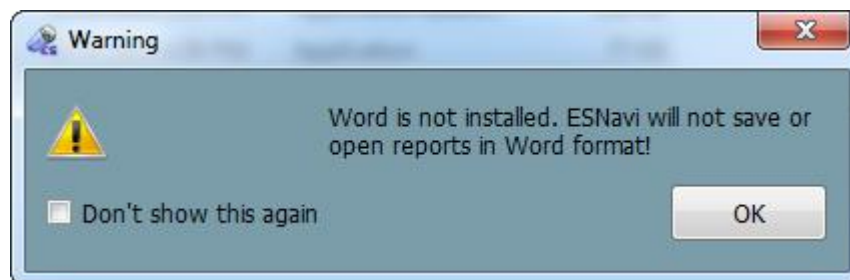 Warning
Word is not installed. ESNavi will not save or
open reports in Word format!
Don't show this again
OK